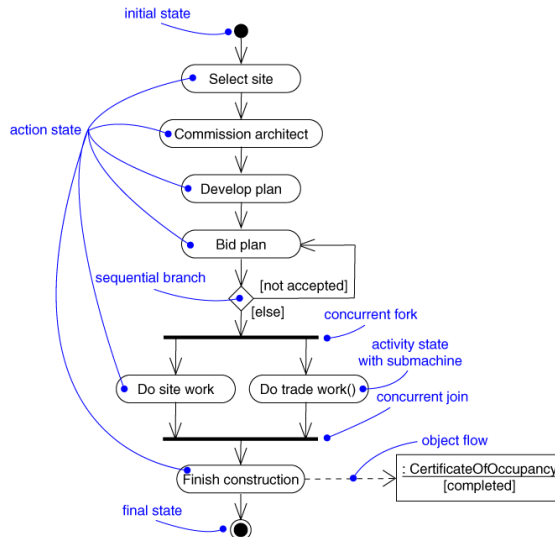 initial state
Select site
action state
Commission architect
Develop plan
Bid plan
sequential branch
[not accepted]
[else]
concurrent fork
activity state
with submachine
Do site work
Do trade work()
concurrent join
object flow
: CertificateOfOccupancy
[completed]
Finish construction
final state